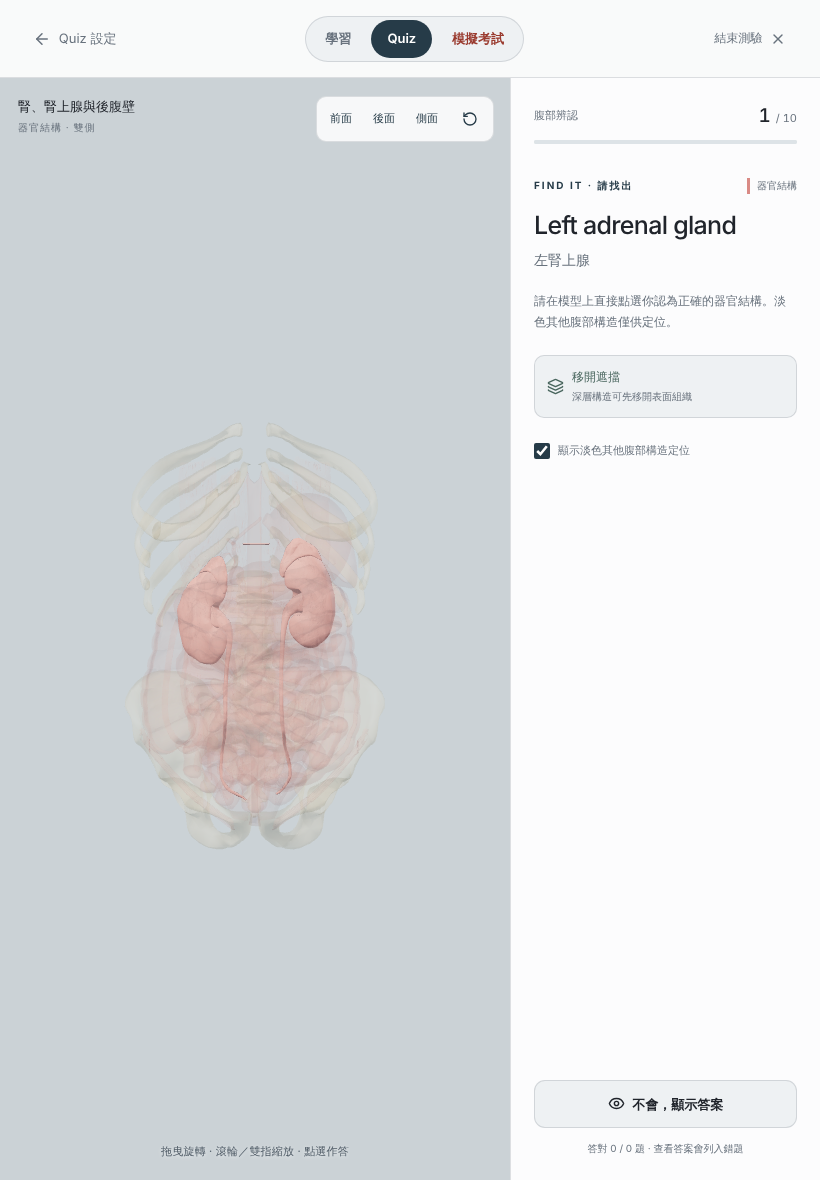 Quiz 設定
學習
Quiz
模擬考試
結束測驗
腎、腎上腺與後腹壁
器官結構 · 雙側
前面
後面
側面
腹部辨認
1 / 10
FIND IT · 請找出
器官結構
Left adrenal gland
左腎上腺
請在模型上直接點選你認為正確的器官結構。淡
色其他腹部構造僅供定位。
移開遮擋
深層構造可先移開表面組織
顯示淡色其他腹部構造定位
不會，顯示答案
答對 0 / 0 題 · 查看答案會列入錯題
拖曳旋轉 · 滾輪／雙指縮放 · 點選作答